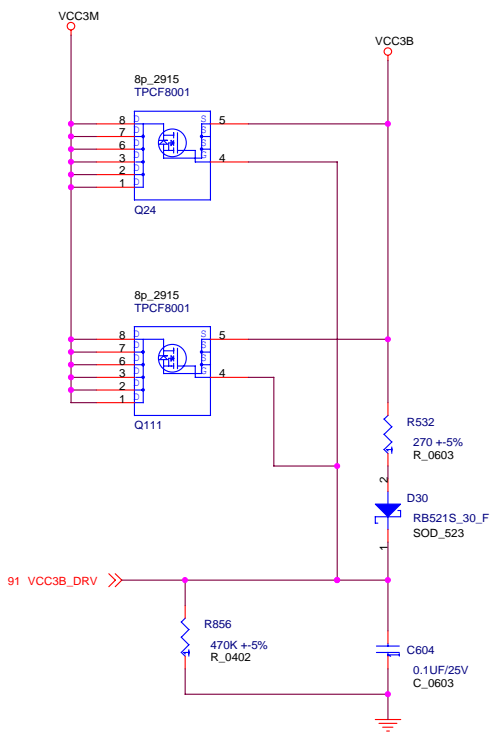 VCC3M
VCC3B
8p_2915
TPCF8001
8
7
6
3
2
1
D
D
D
D
D
D
S
S
S
G
5
4
Q24
8p_2915
TPCF8001
8
7
6
3
2
1
D
D
D
D
D
D
S
S
S
G
5
4
Q111
R532
270 +-5%
R_0603
2
D30
RB521S_30_F
SOD_523
1
91 VCC3B_DRV
R856
470K +-5%
R_0402
C604
0.1UF/25V
C_0603